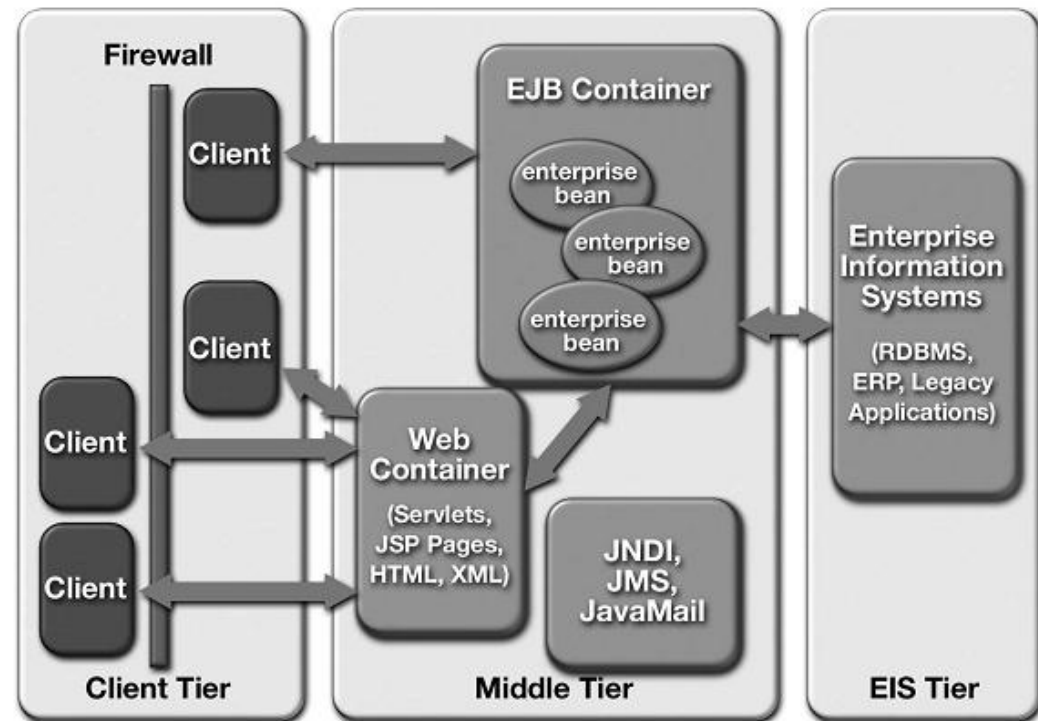 Firewall
Client
Client
Client
Client
Client Tier
EJB Container
enterprise
bean
enterprise
bean
enterprise
bean
Web
Container
(Servlets,
JSP Pages,
HTML, XML)
JNDI,
JMS,
JavaMail
Middle Tier
Enterprise
Information
Systems
(RDBMS,
ERP, Legacy
Applications)
EIS Tier